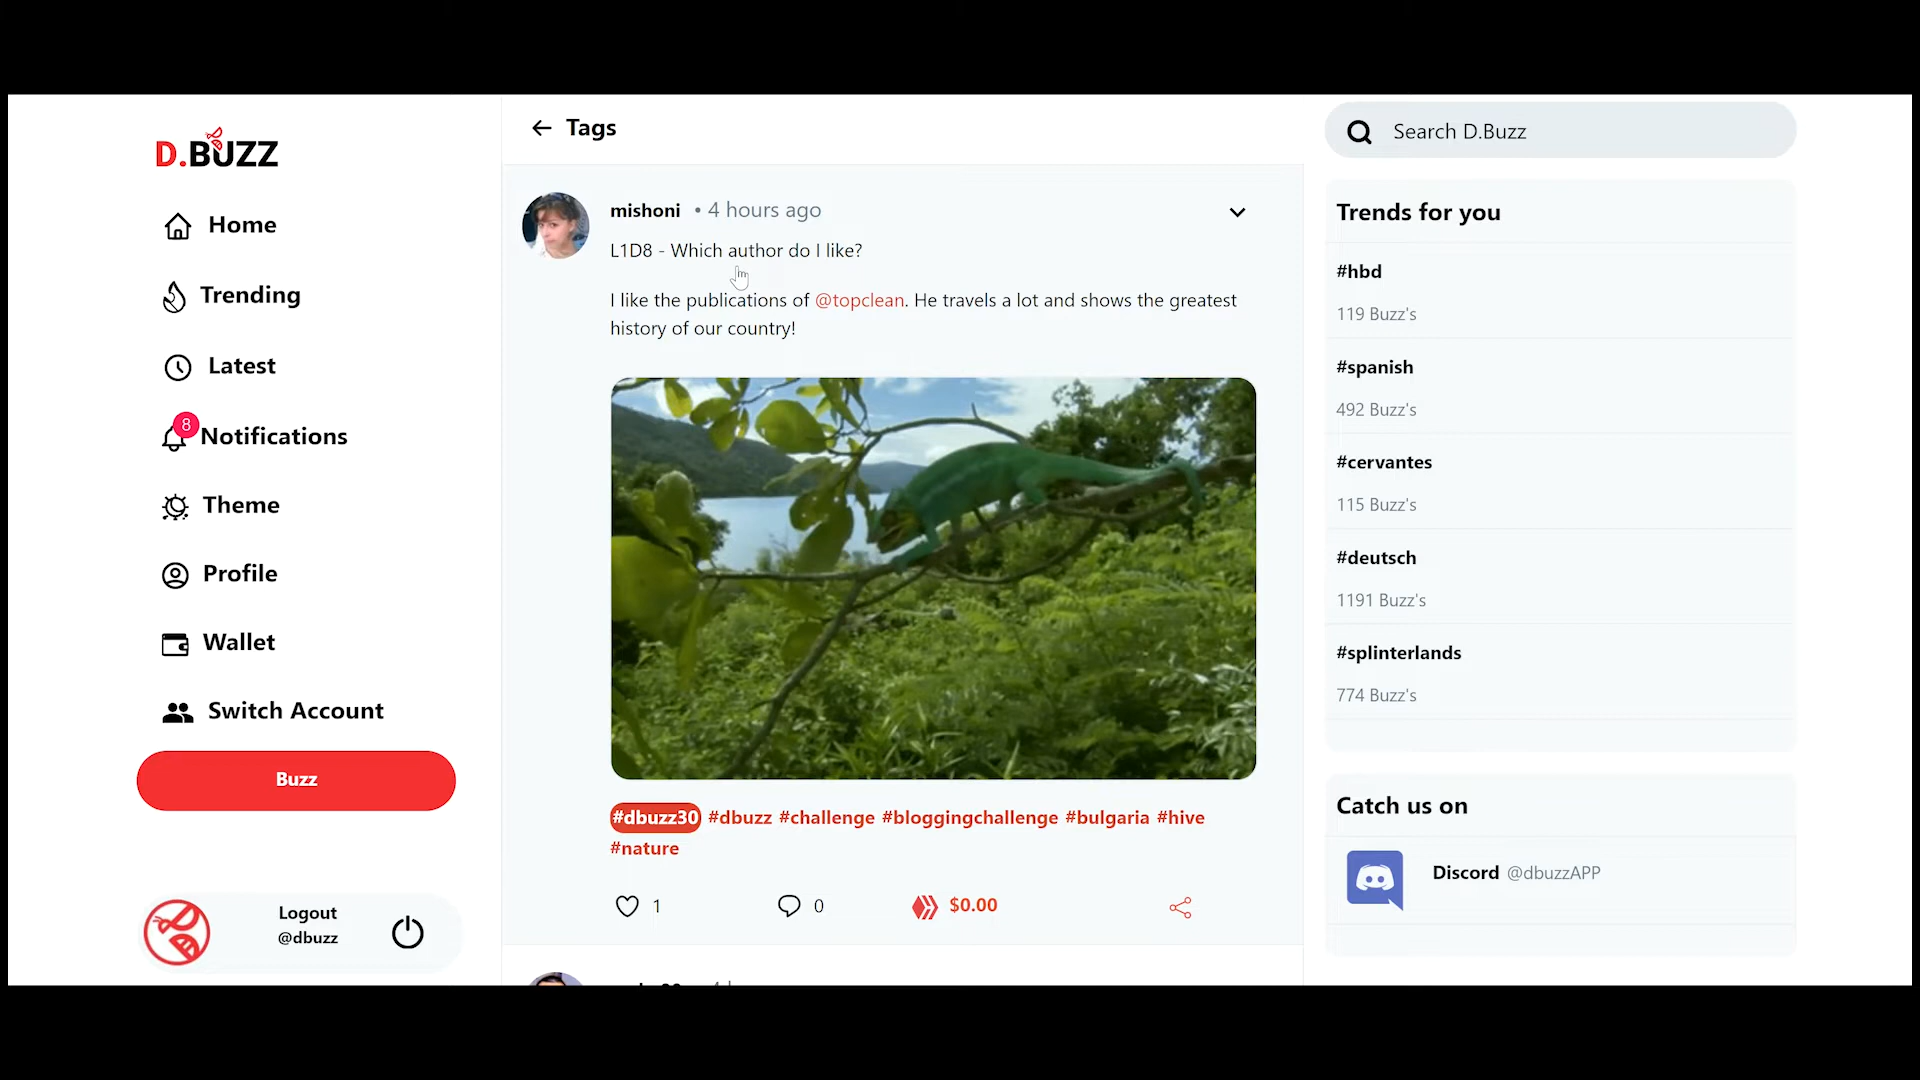 D.BUZZ
Home
Trending
Latest
8
Notifications
Theme
Profile
Wallet
Switch Account
Buzz
Logout
@dbuzz
Tags
mishoni • 4 hours ago
L1D8 - Which author do I like?
I like the publications of @topclean. He travels a lot and shows the greatest
history of our country!
#dbuzz30 #dbuzz #challenge #bloggingchallenge #bulgaria #hive
#nature
1
0
$0.00
Search D.Buzz
Trends for you
#hbd
119 Buzz's
#spanish
492 Buzz's
#cervantes
115 Buzz's
#deutsch
1191 Buzz's
#splinterlands
774 Buzz's
Catch us on
Discord @dbuzzAPP